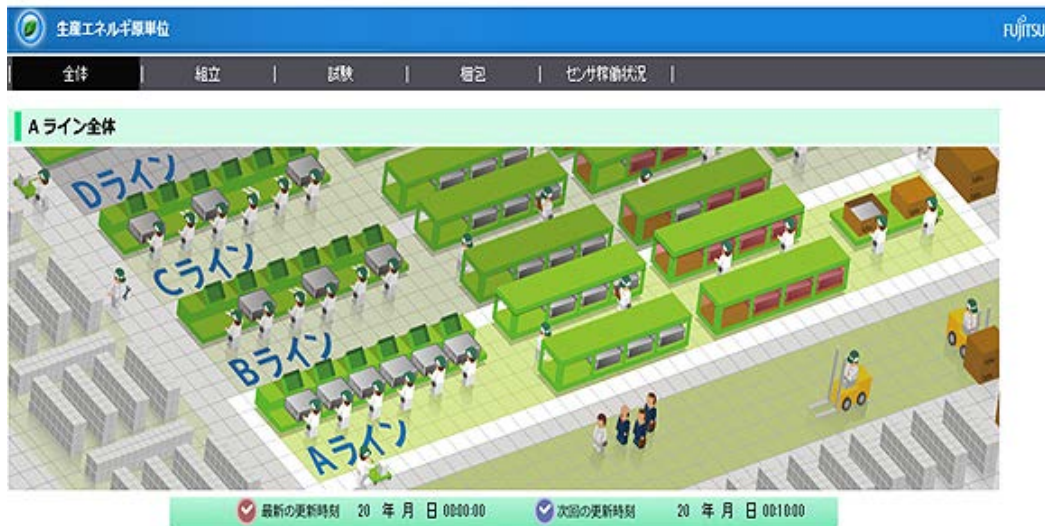 生産エネルギ原単位
FUJITSU
全体 | 組立 | 試験 | 梱包 | センサ稼働状況 |
Aライン全体
Dライン
Cライン
Bライン
Aライン
最新の更新時刻 20 年 月 日 00:00:00 次回の更新時刻 20 年 月 日 00:10:00